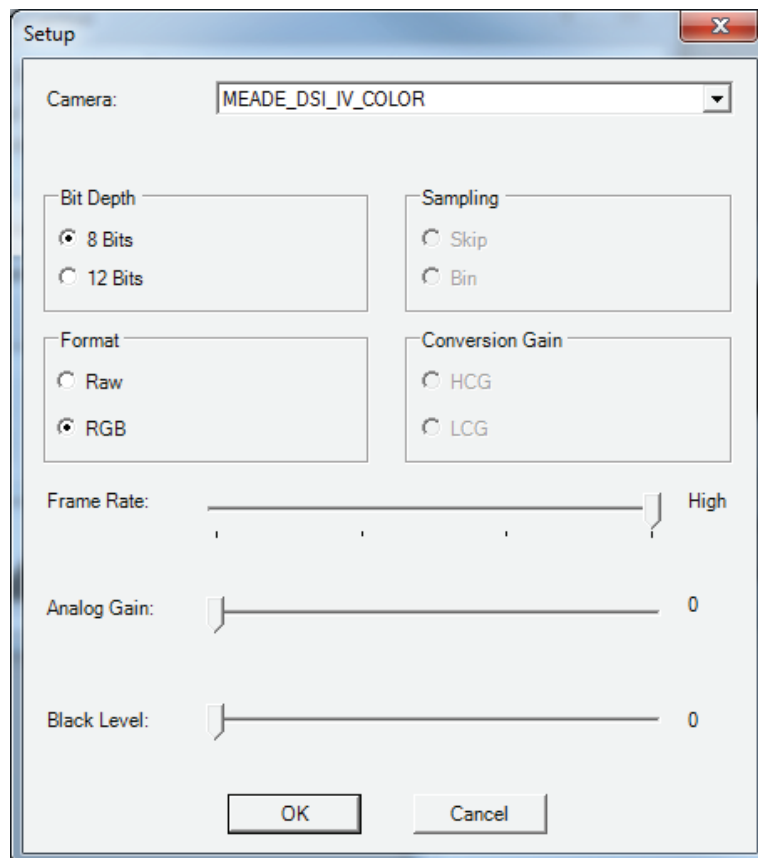 Setup
Camera: MEADE_DSI_IV_COLOR
Bit Depth
8 Bits
12 Bits
Sampling
Skip
Bin
Format
Raw
RGB
Conversion Gain
HCG
LCG
Frame Rate: High
Analog Gain: 0
Black Level: 0
OK Cancel